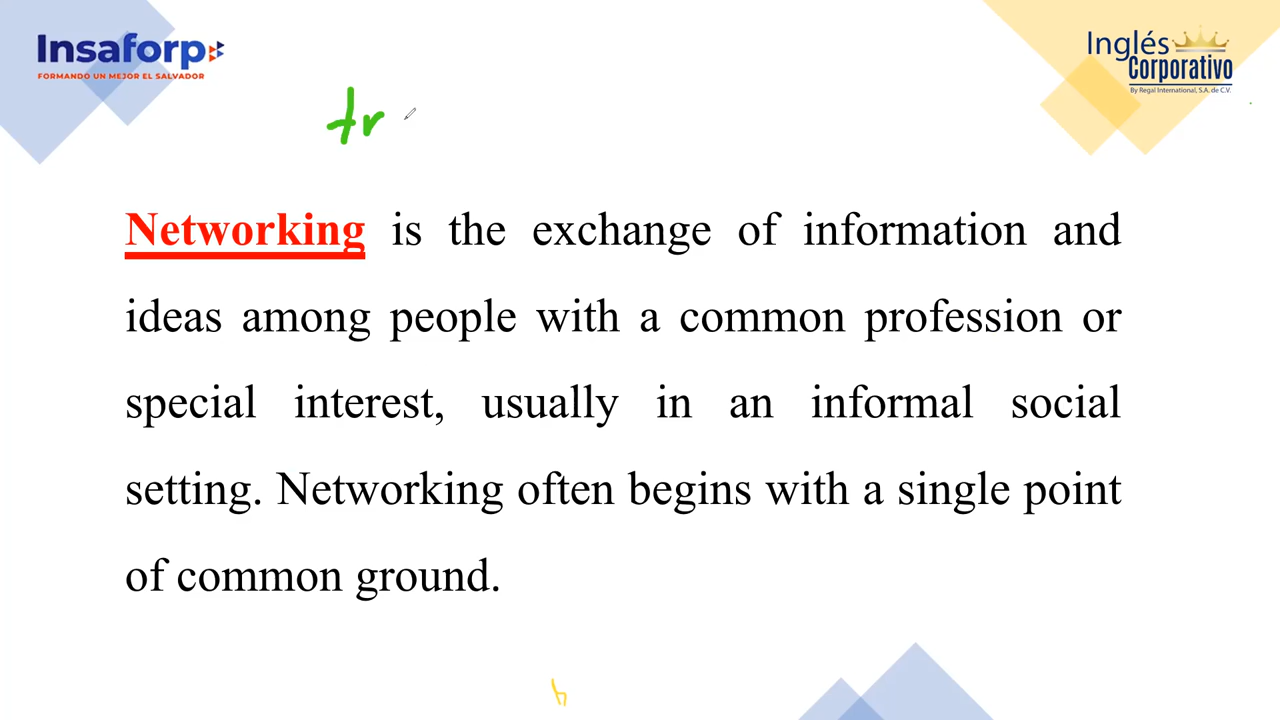 Insaforp
FORMANDO UN MEJOR EL SALVADOR
Inglés
Corporativo
By Regal International, S.A. de C.V.
tr
Networking is the exchange of information and
ideas among people with a common profession or
special interest, usually in an informal social
setting. Networking often begins with a single point
of common ground.